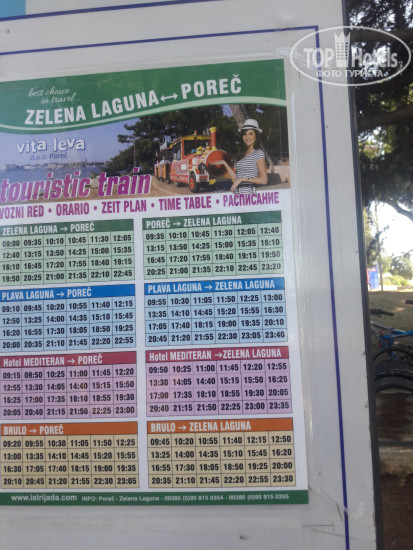 TopHotels
ФОТО ТУРИСТА
best choice
in travel
ZELENA LAGUNA↔POREČ
vita leva
d.o.o. Poreč
touristic train
VOZNI RED • ORARIO • ZEIT PLAN • TIME TABLE • РАСПИСАНИЕ
ZELENA LAGUNA → POREČ
09:00 09:35 10:10 10:45 11:30 12:05
12:40 13:15 13:50 14:25 15:00 15:35
16:10 16:45 17:20 17:55 18:40 19:15
19:50 20:25 21:00 21:35 22:10 22:45
POREČ → ZELENA LAGUNA
09:35 10:10 10:45 11:30 12:05 12:40
13:15 13:50 14:25 15:00 15:35 16:10
16:45 17:20 17:55 18:40 19:15 19:50
20:25 21:00 21:35 22:10 22:45 23:20
PLAVA LAGUNA → POREČ
09:05 09:40 10:15 10:50 11:35 12:10
12:50 13:25 14:00 14:35 15:05 15:40
16:20 16:55 17:30 18:05 18:50 19:25
20:00 20:35 21:10 21:45 22:20 22:55
PLAVA LAGUNA → ZELENA LAGUNA
09:55 10:30 11:05 11:50 12:25 13:00
13:35 14:10 14:45 15:20 15:55 16:30
17:05 17:40 18:15 19:00 19:35 20:10
20:45 21:20 21:55 22:30 23:05 23:40
Hotel MEDITERAN → POREČ
09:15 09:50 10:25 11:00 11:45 12:20
12:55 13:30 14:05 14:40 15:15 15:50
16:25 17:00 17:35 18:10 18:55 19:30
20:05 20:40 21:15 21:50 22:25 23:00
Hotel MEDITERAN →ZELENA LAGUNA
09:50 10:25 11:00 11:45 12:20 12:55
13:30 14:05 14:40 15:15 15:50 16:25
17:00 17:35 18:10 18:55 19:30 20:05
20:40 21:15 21:50 22:25 23:00 23:35
BRULO → POREČ
09:20 09:55 10:30 11:05 11:50 12:25
13:00 13:35 14:10 14:45 15:20 15:55
16:30 17:05 17:40 18:15 19:00 19:35
20:10 20:45 21:20 21:55 22:30 23:05
BRULO → ZELENA LAGUNA
09:45 10:20 10:55 11:40 12:15 12:50
13:25 14:00 14:35 15:10 15:45 16:20
16:55 17:30 18:05 18:50 19:25 20:00
20:35 21:10 21:45 22:20 22:55 23:30
www.istrijada.com INFO: Poreč - Zelena Laguna - 00385 (0)95 815 0354 - 00385 (0)95 815 0355